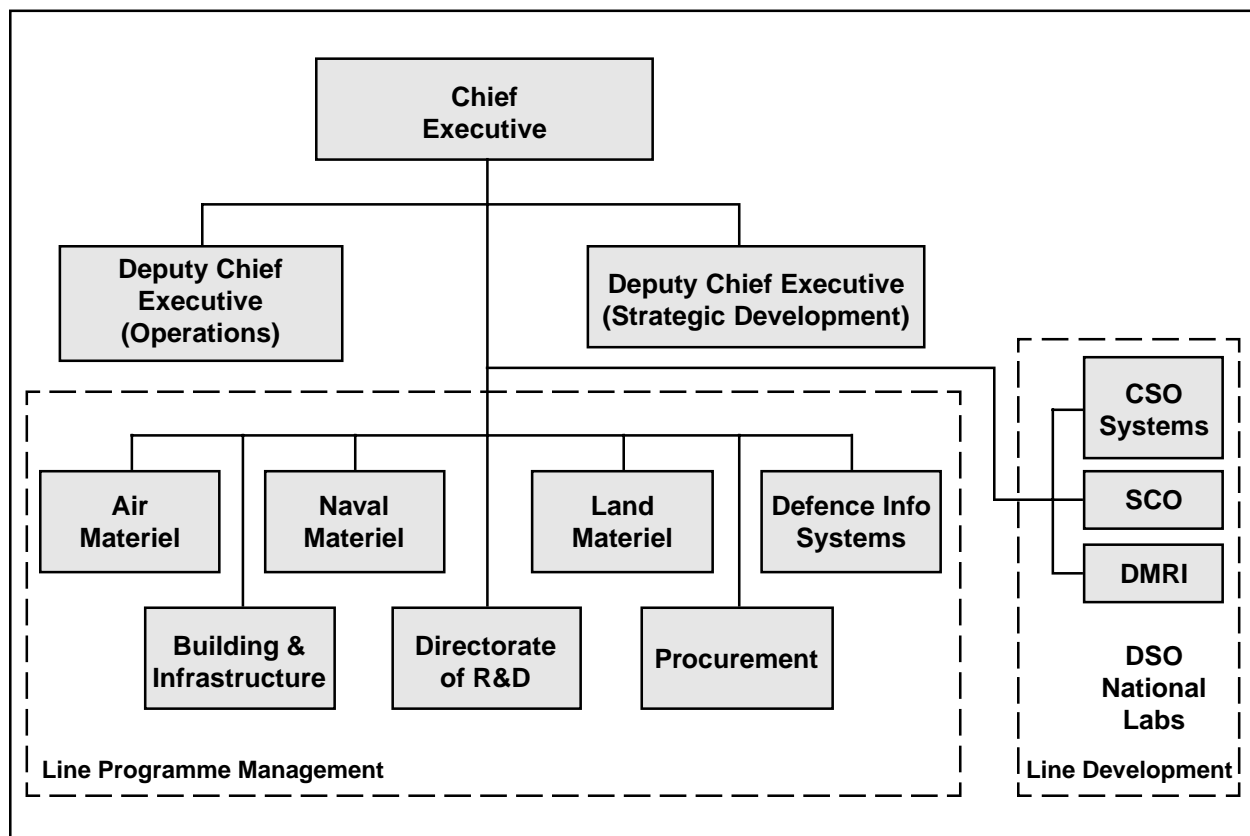 Chief
Executive
Deputy Chief
Executive
(Operations)
Deputy Chief Executive
(Strategic Development)
Air
Materiel
Naval
Materiel
Land
Materiel
Defence Info
Systems
Building &
Infrastructure
Directorate
of R&D
Procurement
Line Programme Management
CSO
Systems
SCO
DMRI
DSO
National
Labs
Line Development